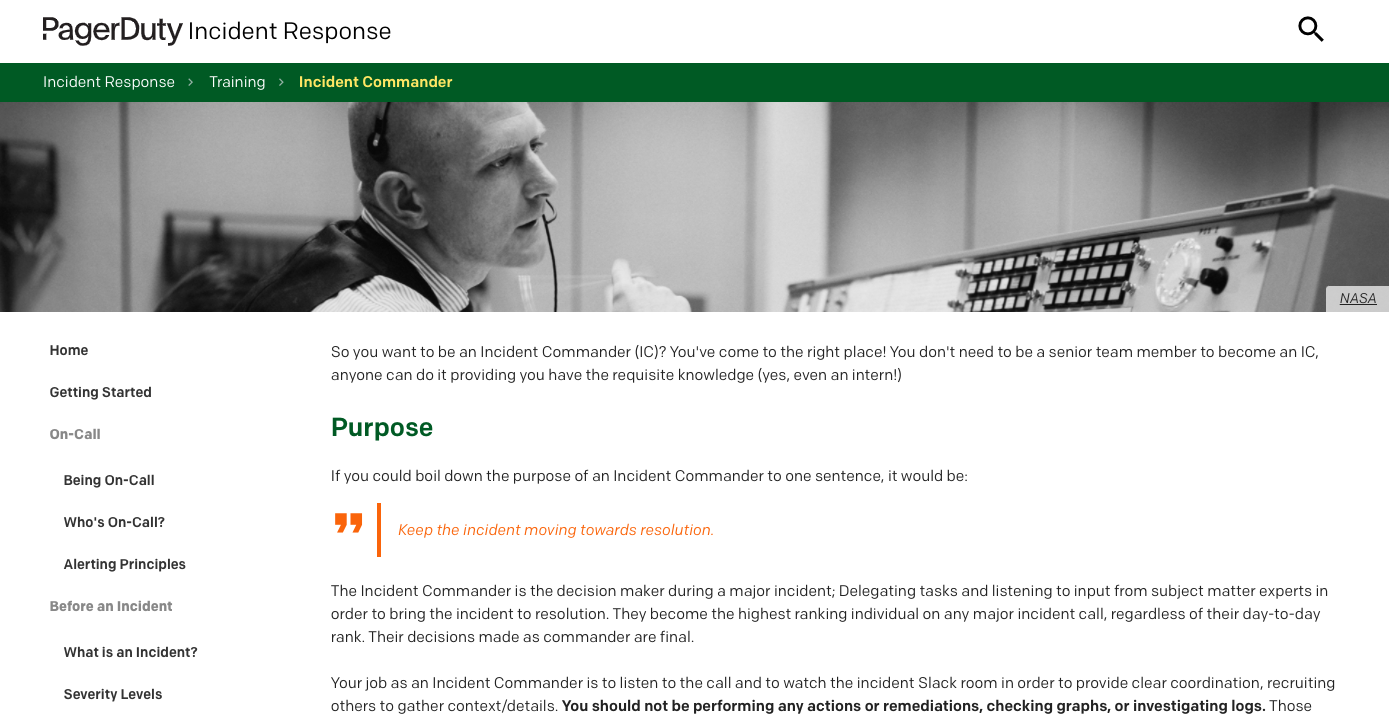 PagerDuty Incident Response
Incident Response > Training > Incident Commander
NASA
Home
Getting Started
On-Call
Being On-Call
Who's On-Call?
Alerting Principles
Before an Incident
What is an Incident?
Severity Levels
So you want to be an Incident Commander (IC)? You've come to the right place! You don't need to be a senior team member to become an IC,
anyone can do it providing you have the requisite knowledge (yes, even an intern!)
Purpose
If you could boil down the purpose of an Incident Commander to one sentence, it would be:
Keep the incident moving towards resolution.
The Incident Commander is the decision maker during a major incident; Delegating tasks and listening to input from subject matter experts in
order to bring the incident to resolution. They become the highest ranking individual on any major incident call, regardless of their day-to-day
rank. Their decisions made as commander are final.
Your job as an Incident Commander is to listen to the call and to watch the incident Slack room in order to provide clear coordination, recruiting
others to gather context/details. You should not be performing any actions or remediations, checking graphs, or investigating logs. Those